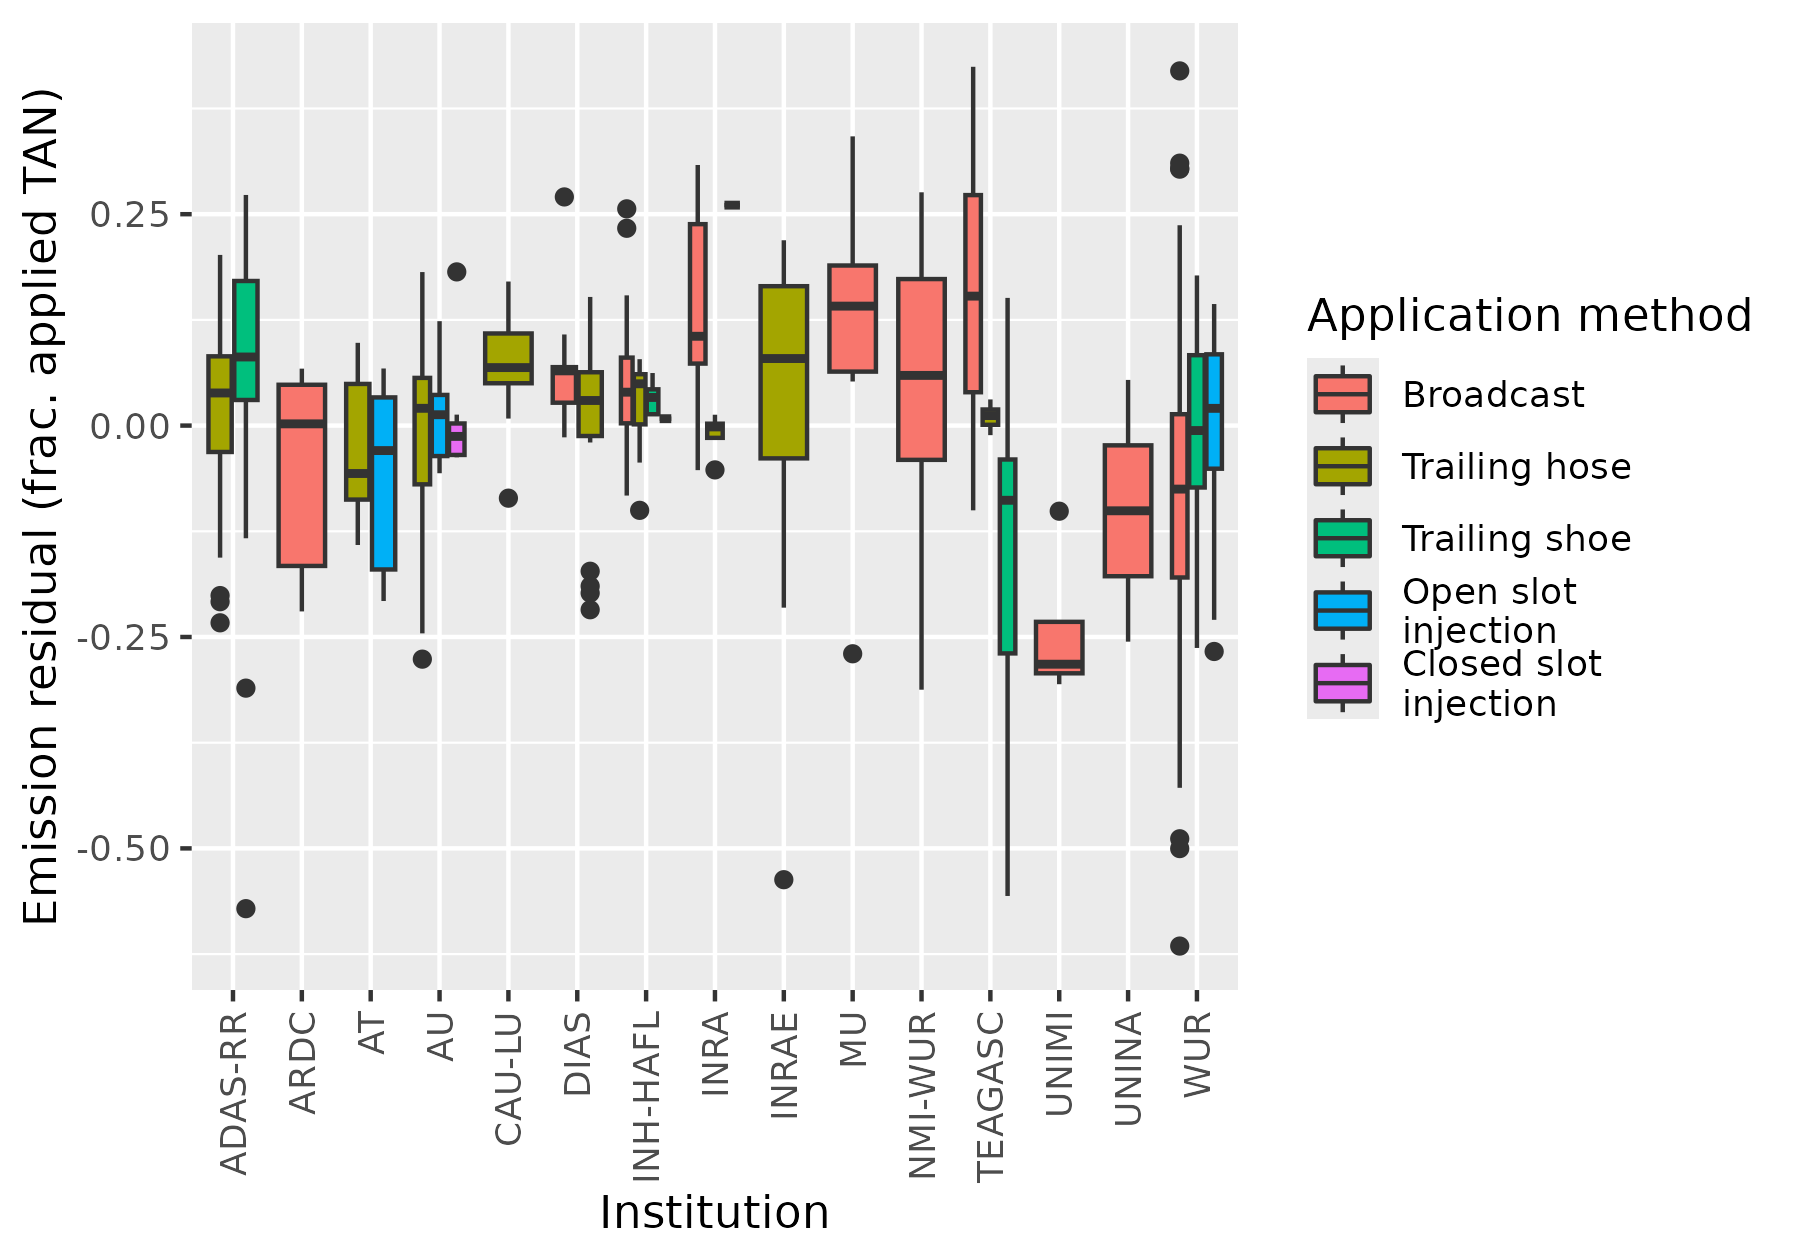 Emission residual (frac. applied TAN)
0.25
0.00
-0.25
-0.50
ADAS-RR
ARDC
AT
AU
CAU-LU
DIAS
INH-HAFL
INRA
INRAE
MU
NMI-WUR
TEAGASC
UNIMI
UNINA
WUR
Institution
Application method
Broadcast
Trailing hose
Trailing shoe
Open slot
injection
Closed slot
injection